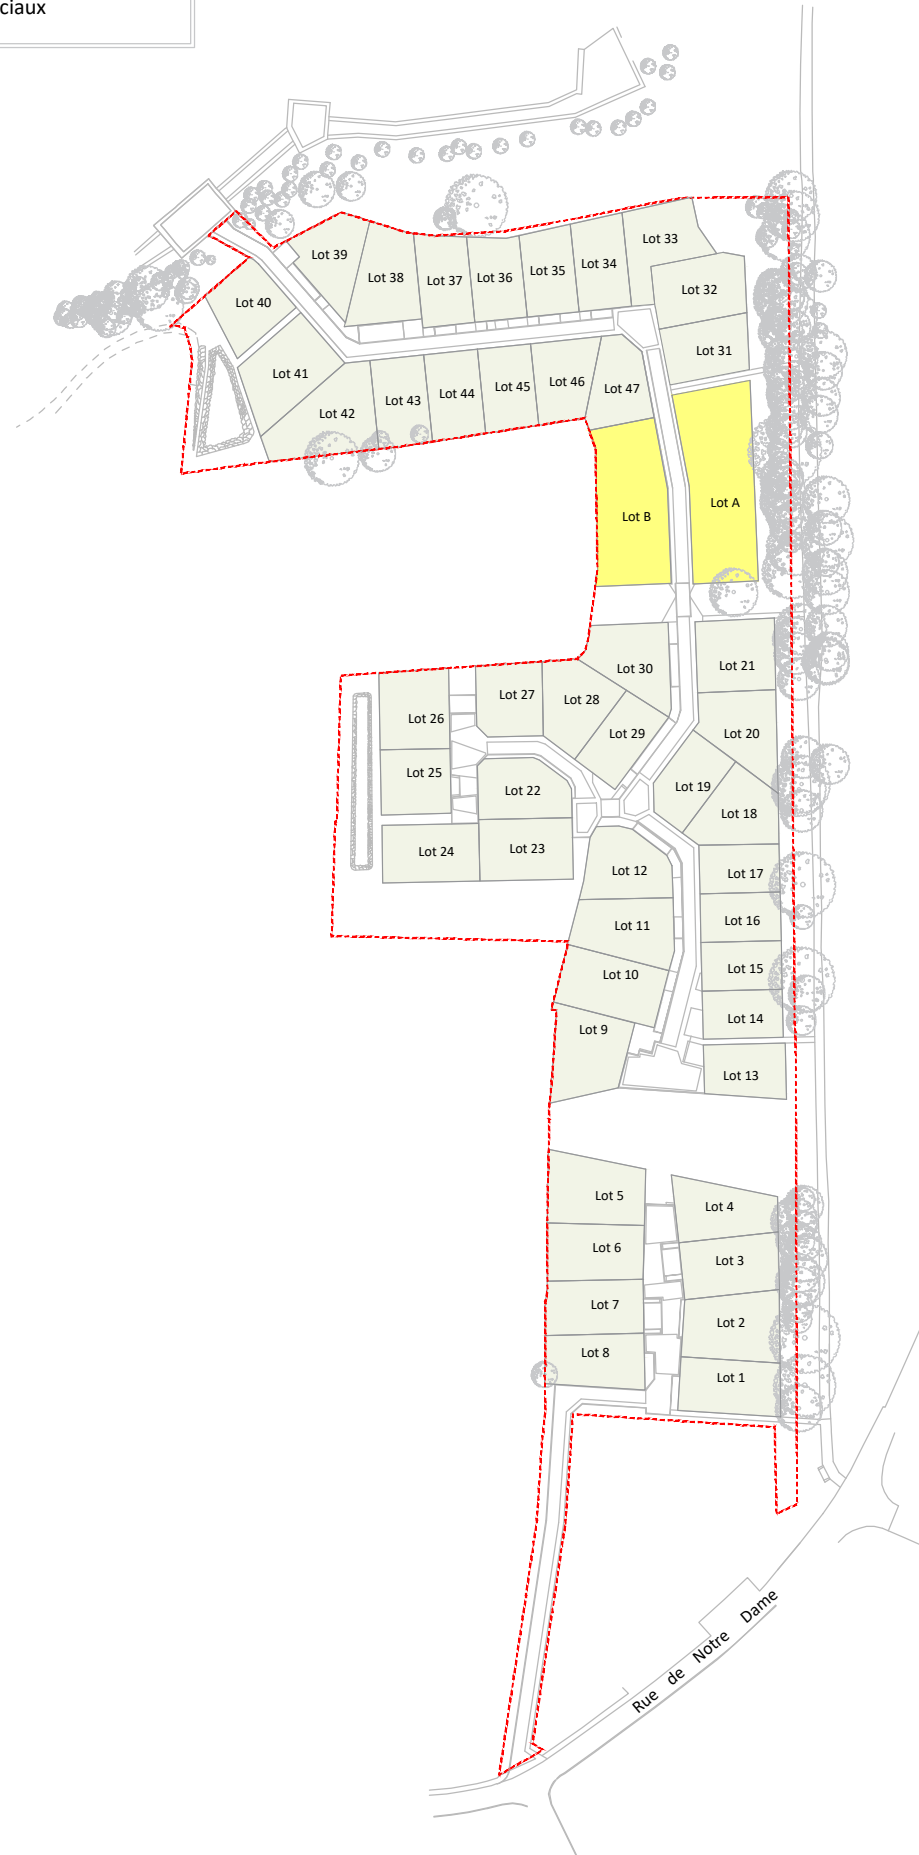 ciaux
Lot 33
Lot 39
Lot 38
Lot 37
Lot 36
Lot 35
Lot 34
Lot 32
Lot 40
Lot 31
Lot 41
Lot 42
Lot 43
Lot 44
Lot 45
Lot 46
Lot 47
Lot B
Lot A
Lot 30
Lot 21
Lot 26
Lot 27
Lot 28
Lot 29
Lot 20
Lot 25
Lot 22
Lot 19
Lot 18
Lot 24
Lot 23
Lot 12
Lot 17
Lot 11
Lot 16
Lot 10
Lot 15
Lot 9
Lot 14
Lot 13
Lot 5
Lot 4
Lot 6
Lot 3
Lot 7
Lot 2
Lot 8
Lot 1
Rue de Notre Dame